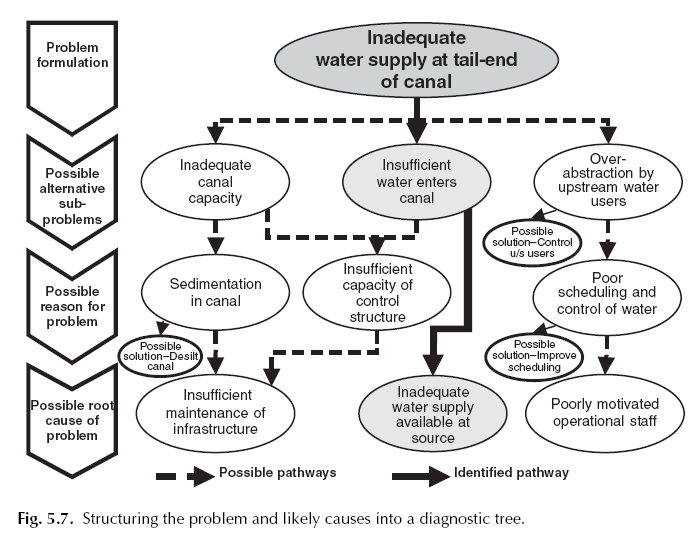 Problem
formulation
Inadequate
water supply at tail-end
of canal
Possible
alternative
sub-
problems
Inadequate
canal
capacity
Insufficient
water enters
canal
Over-
abstraction by
upstream water
users
Possible
solution–Control
u/s users
Possible
reason for
problem
Sedimentation
in canal
Insufficient
capacity of
control
structure
Poor
scheduling and
control of water
Possible
solution–Desilt
canal
Possible
solution–Improve
scheduling
Possible root
cause of
problem
Insufficient
maintenance of
infrastructure
Inadequate
water supply
available at
source
Poorly motivated
operational staff
Possible pathways
Identified pathway
Fig. 5.7. Structuring the problem and likely causes into a diagnostic tree.